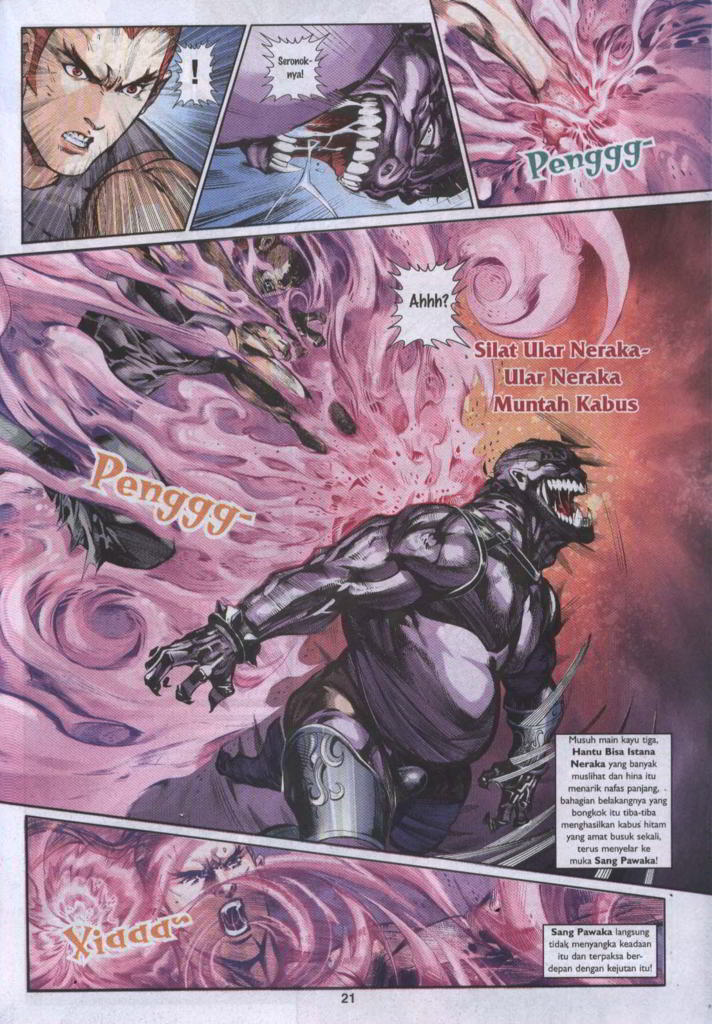 !
Seronok-
nya!
Penggg-
Ahhh?
Silat Ular Neraka-
Ular Neraka
Muntah Kabus
Penggg-
Musuh main kayu tiga,
Hantu Bisa Istana
Neraka yang banyak
muslihat dan hina itu
menarik nafas panjang,
bahagian belakangnya yang
bongkok itu tiba-tiba
menghasilkan kabus hitam
yang amat busuk sekali,
terus menyelar ke
muka Sang Pawaka!
Xiaaa~
Sang Pawaka langsung
tidak menyangka keadaan
itu dan terpaksa ber-
depan dengan kejutan itu!
21